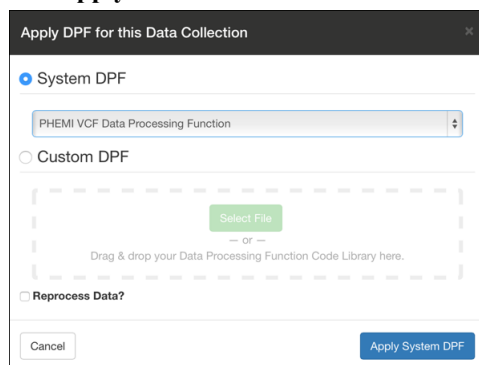 Apply DPF for this Data Collection ×
System DPF
PHEMI VCF Data Processing Function
Custom DPF
Select File
— or —
Drag & drop your Data Processing Function Code Library here.
Reprocess Data?
Cancel Apply System DPF